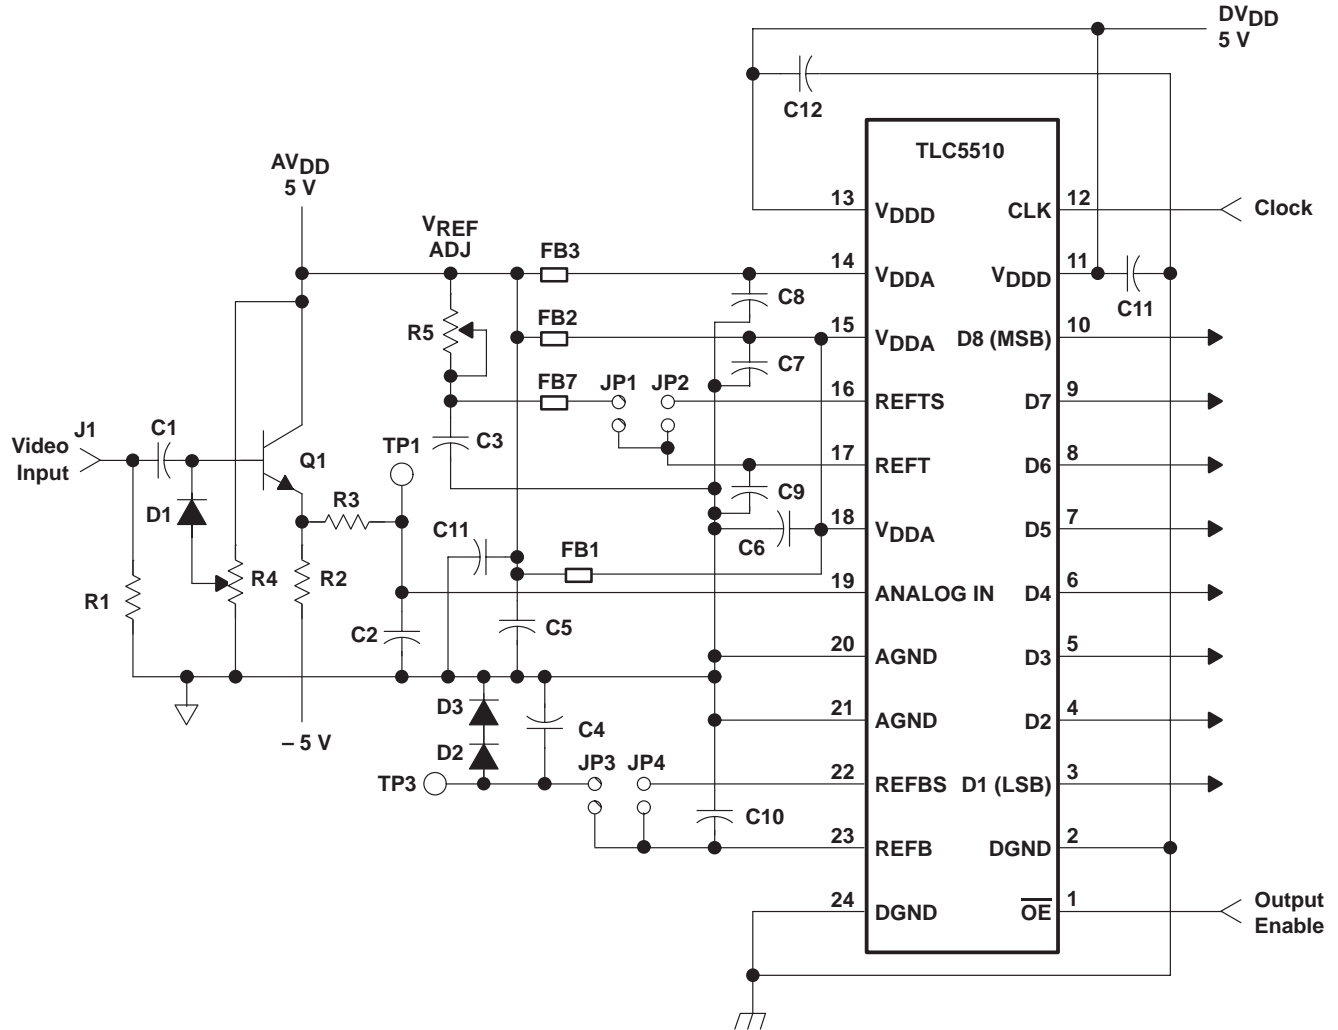 DVDD
5 V
C12
TLC5510
AVDD
5 V
13
VDDD
CLK
12
Clock
VREF
ADJ
FB3
14
VDDA
VDDD
11
C8
C11
R5
FB2
15
VDDA
D8 (MSB)
10
C7
FB7
JP1
JP2
16
REFTS
D7
9
J1
C1
Video
Input
Q1
TP1
C3
17
REFT
D6
8
D1
R3
C9
C11
C6
18
VDDA
D5
7
FB1
R1
R4
R2
19
ANALOG IN
D4
6
C2
C5
20
AGND
D3
5
D3
C4
21
AGND
D2
4
– 5 V
D2
JP3
JP4
TP3
22
REFBS
D1 (LSB)
3
C10
23
REFB
DGND
2
24
DGND
OE
1
Output
Enable